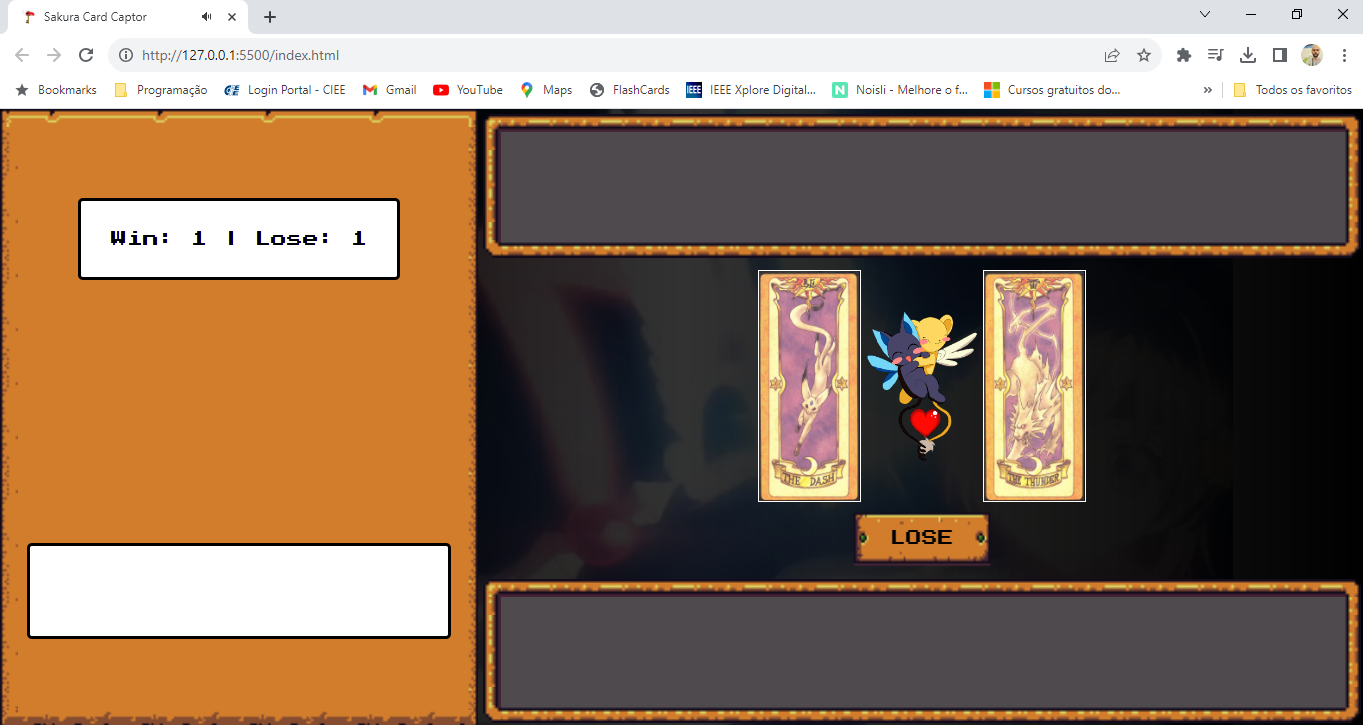 Sakura Card Captor
http://127.0.0.1:5500/index.html
Bookmarks
Programação
Login Portal - CIEE
Gmail
YouTube
Maps
FlashCards
IEEE
IEEE Xplore Digital...
N
Noisli - Melhore o f...
Cursos gratuitos do...
»
Todos os favoritos
Win: 1 | Lose: 1
THE DASH
THE THUNDER
LOSE